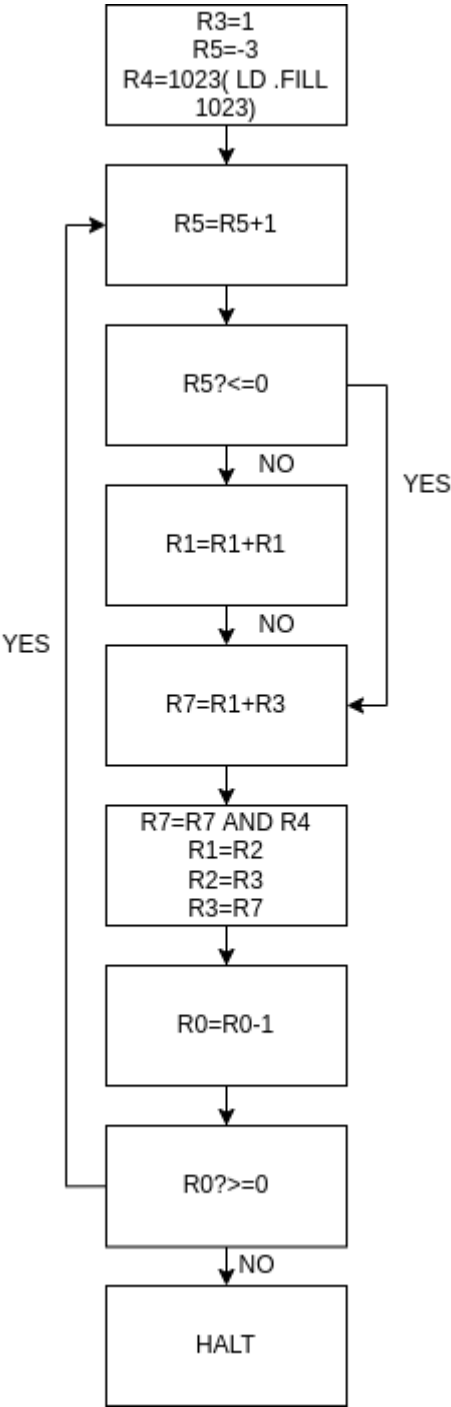 R3=1
R5=-3
R4=1023( LD .FILL
1023)
R5=R5+1
R5?<=0
NO
YES
R1=R1+R1
NO
YES
R7=R1+R3
R7=R7 AND R4
R1=R2
R2=R3
R3=R7
R0=R0-1
R0?>=0
NO
HALT